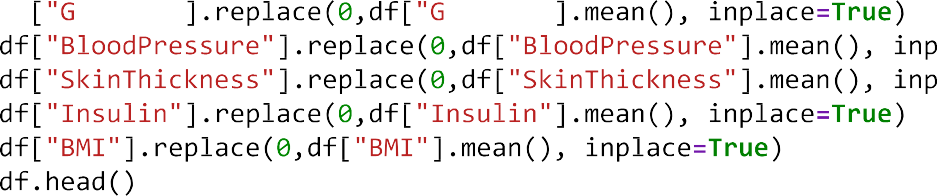 ["G ].replace(0,df["G ].mean(), inplace=True)
df["BloodPressure"].replace(0,df["BloodPressure"].mean(), inp
df["SkinThickness"].replace(0,df["SkinThickness"].mean(), inp
df["Insulin"].replace(0,df["Insulin"].mean(), inplace=True)
df["BMI"].replace(0,df["BMI"].mean(), inplace=True)
df.head()